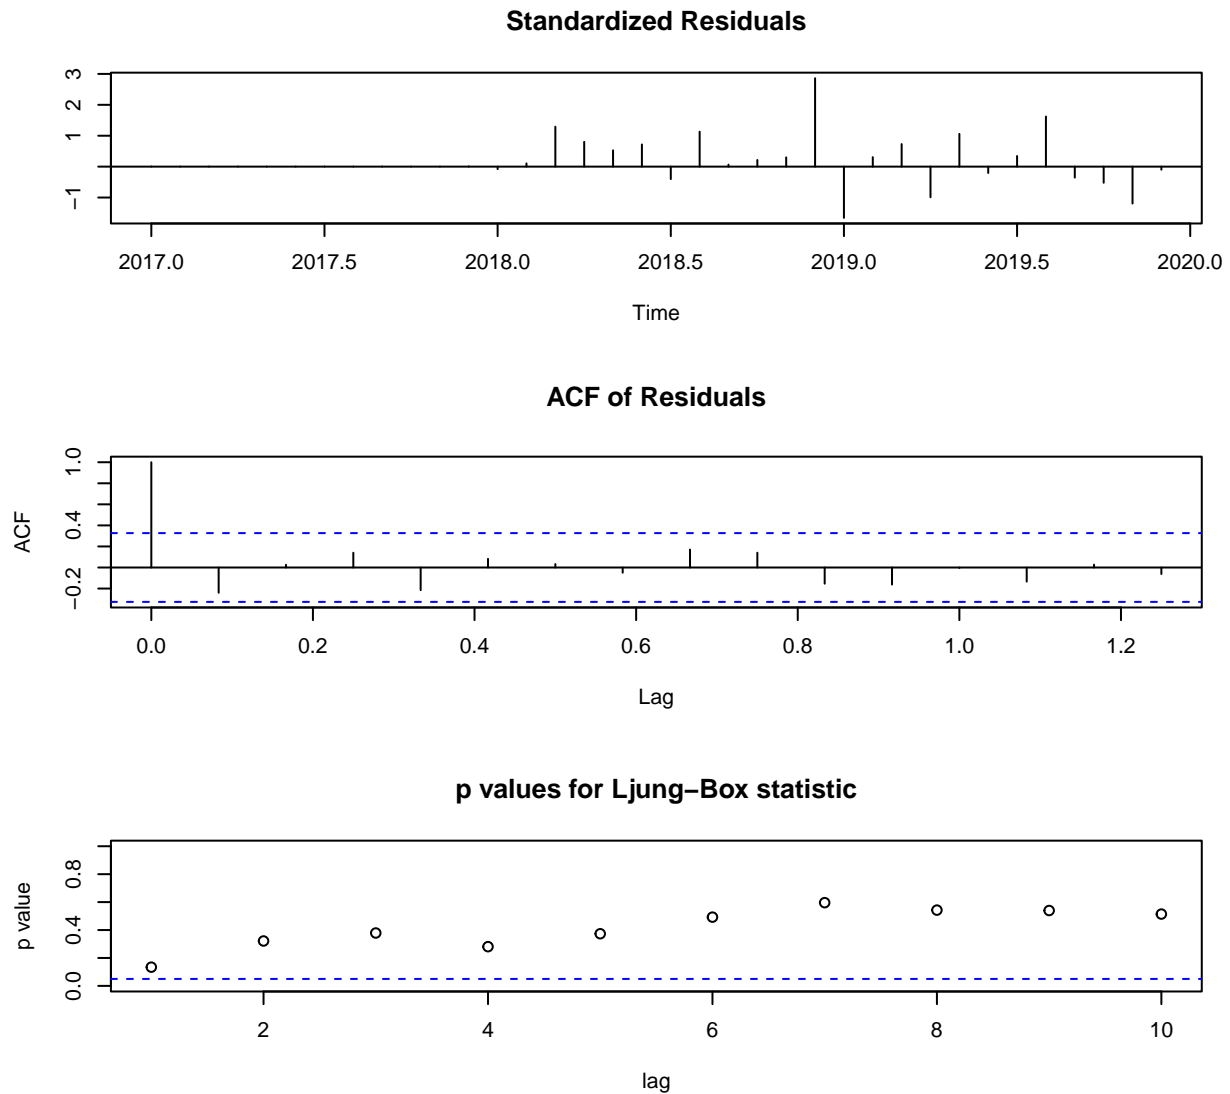 Standardized Residuals
3
2
1
−1
2017.0 2017.5 2018.0 2018.5 2019.0 2019.5 2020.0
Time
ACF of Residuals
ACF
1.0
0.4
−0.2
0.0 0.2 0.4 0.6 0.8 1.0 1.2
Lag
p values for Ljung−Box statistic
p value
0.8
0.4
0.0
2 4 6 8 10
lag